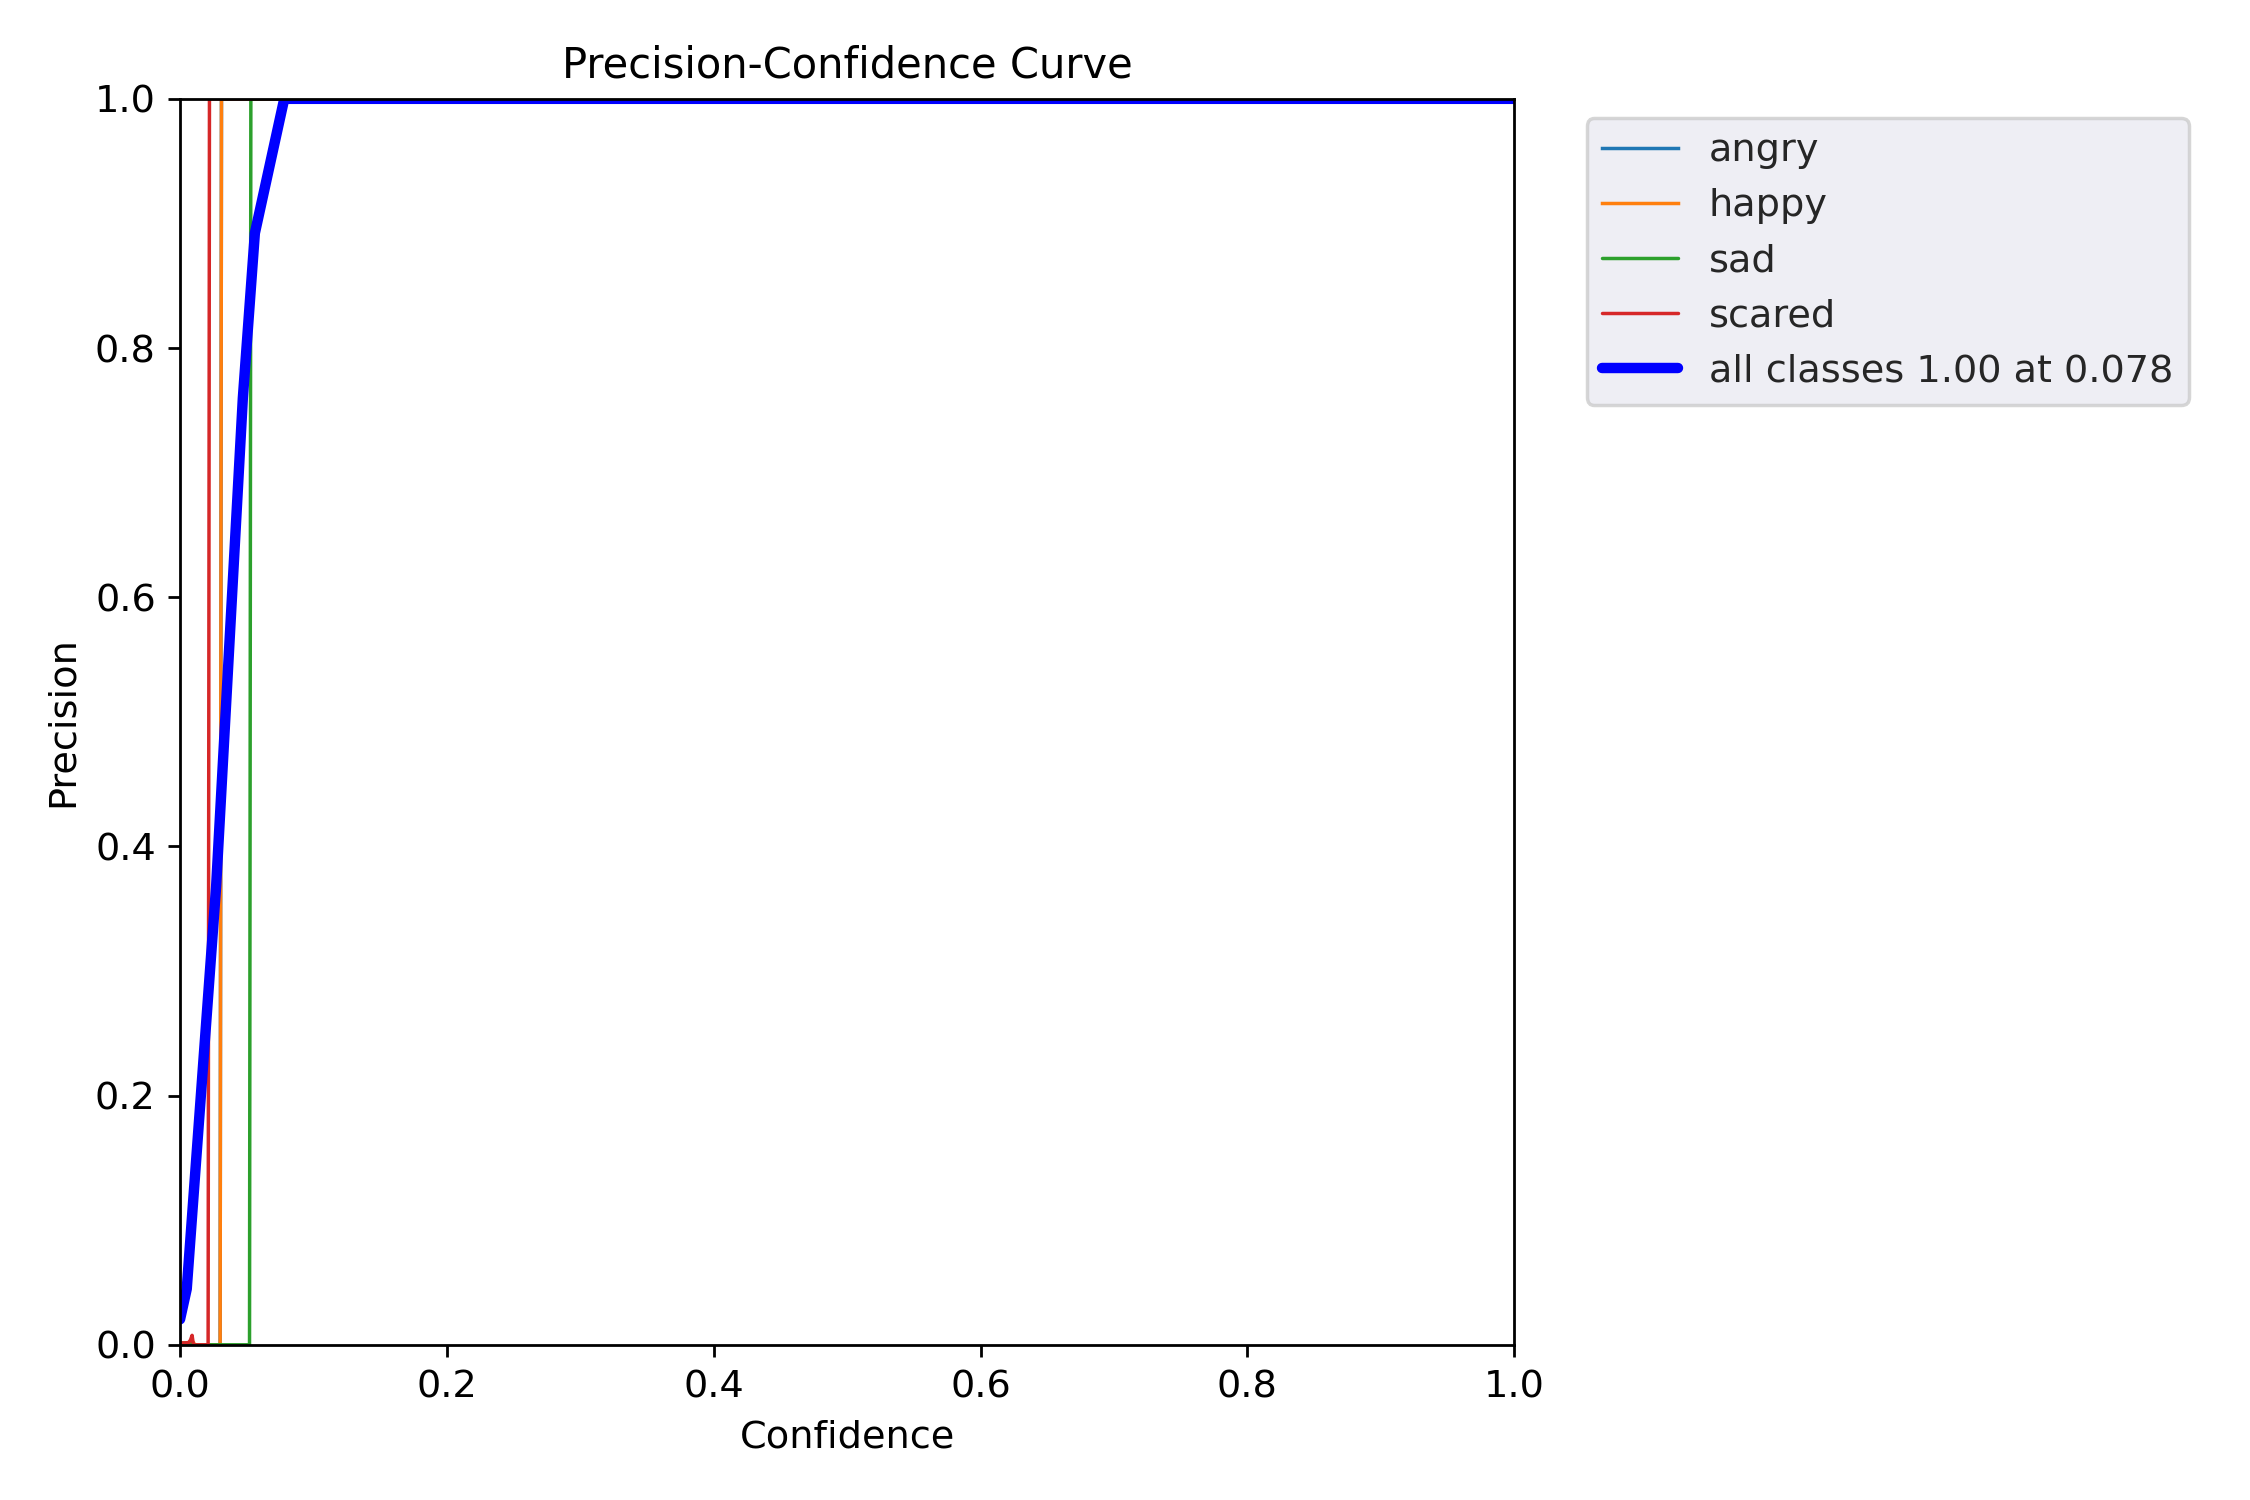 Precision-Confidence Curve
1.0
0.8
0.6
0.4
0.2
0.0
Precision
0.0 0.2 0.4 0.6 0.8 1.0
Confidence
angry
happy
sad
scared
all classes 1.00 at 0.078